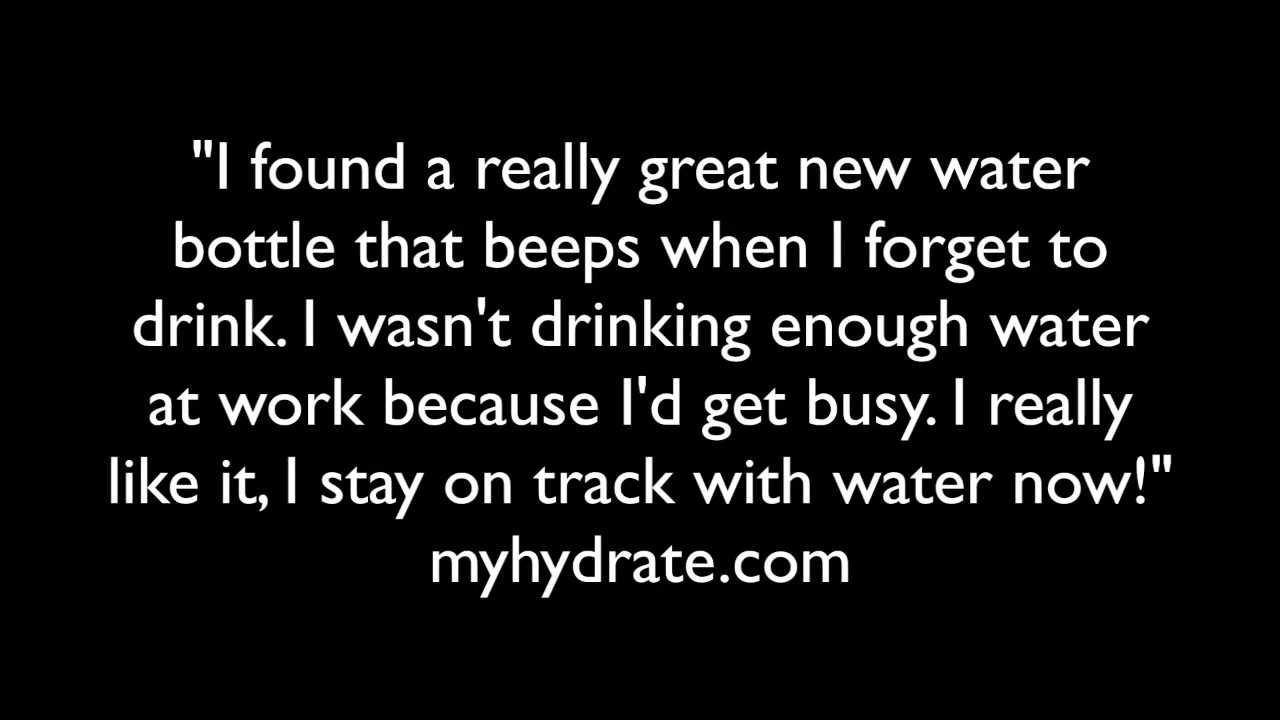 "I found a really great new water
bottle that beeps when I forget to
drink. I wasn't drinking enough water
at work because I'd get busy. I really
like it, I stay on track with water now!"
myhydrate.com